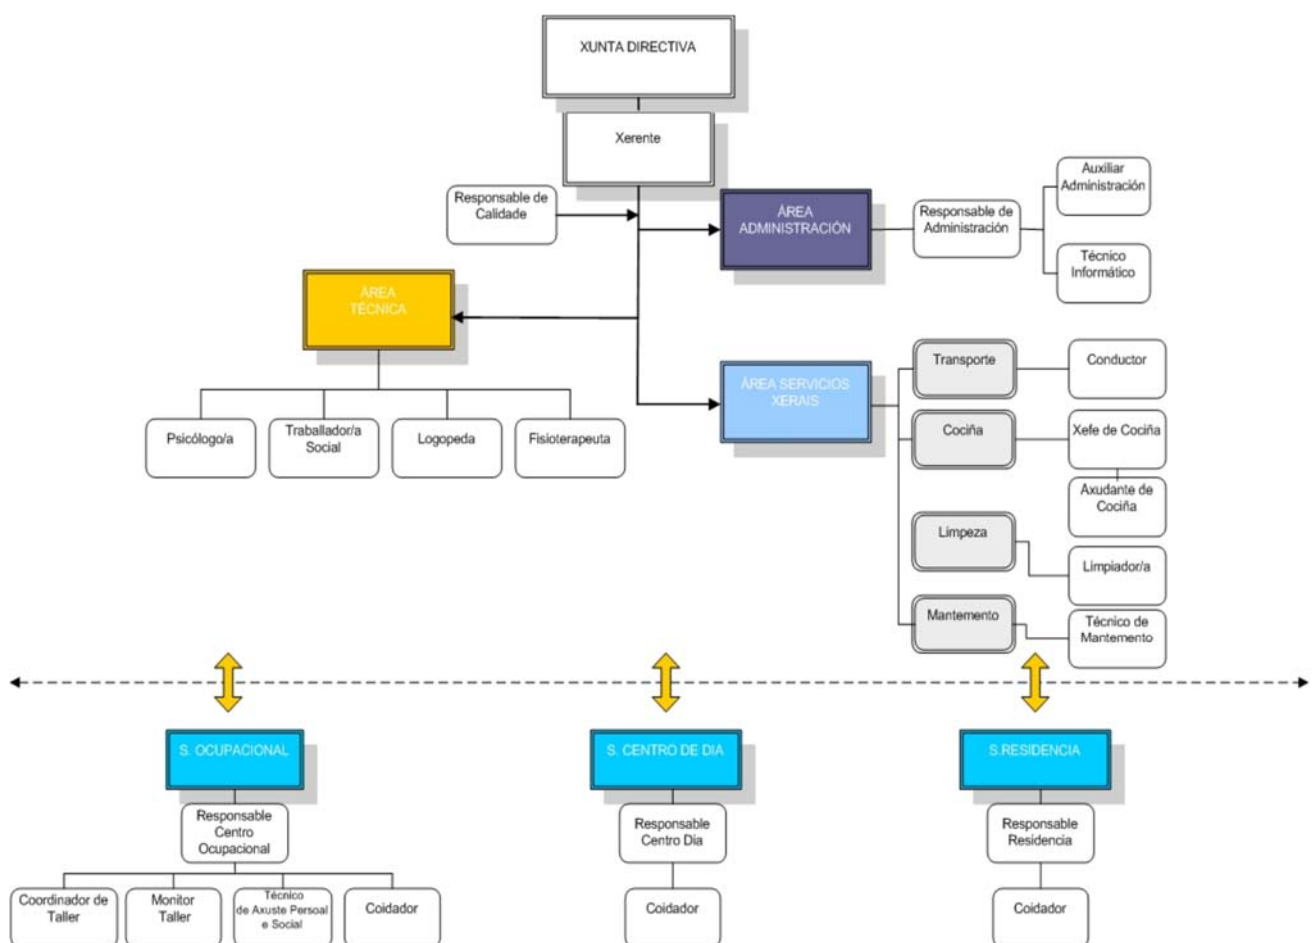 XUNTA DIRECTIVA
Xerente
Responsable de
Calidade
ÁREA
ADMINISTRACIÓN
Responsable de
Administración
Auxiliar
Administración
Técnico
Informático
ÁREA
TÉCNICA
Psicólogo/a
Traballador/a
Social
Logopeda
Fisioterapeuta
ÁREA SERVICIOS
XERAIS
Transporte
Conductor
Cociña
Xefe de Cociña
Axudante de
Cociña
Limpeza
Limpiador/a
Mantemento
Técnico de
Mantemento
S. OCUPACIONAL
Responsable
Centro
Ocupacional
Coordinador de
Taller
Monitor
Taller
Técnico
de Axuste Persoal
e Social
Coidador
S. CENTRO DE DIA
Responsable
Centro Día
Coidador
S.RESIDENCIA
Responsable
Residencia
Coidador